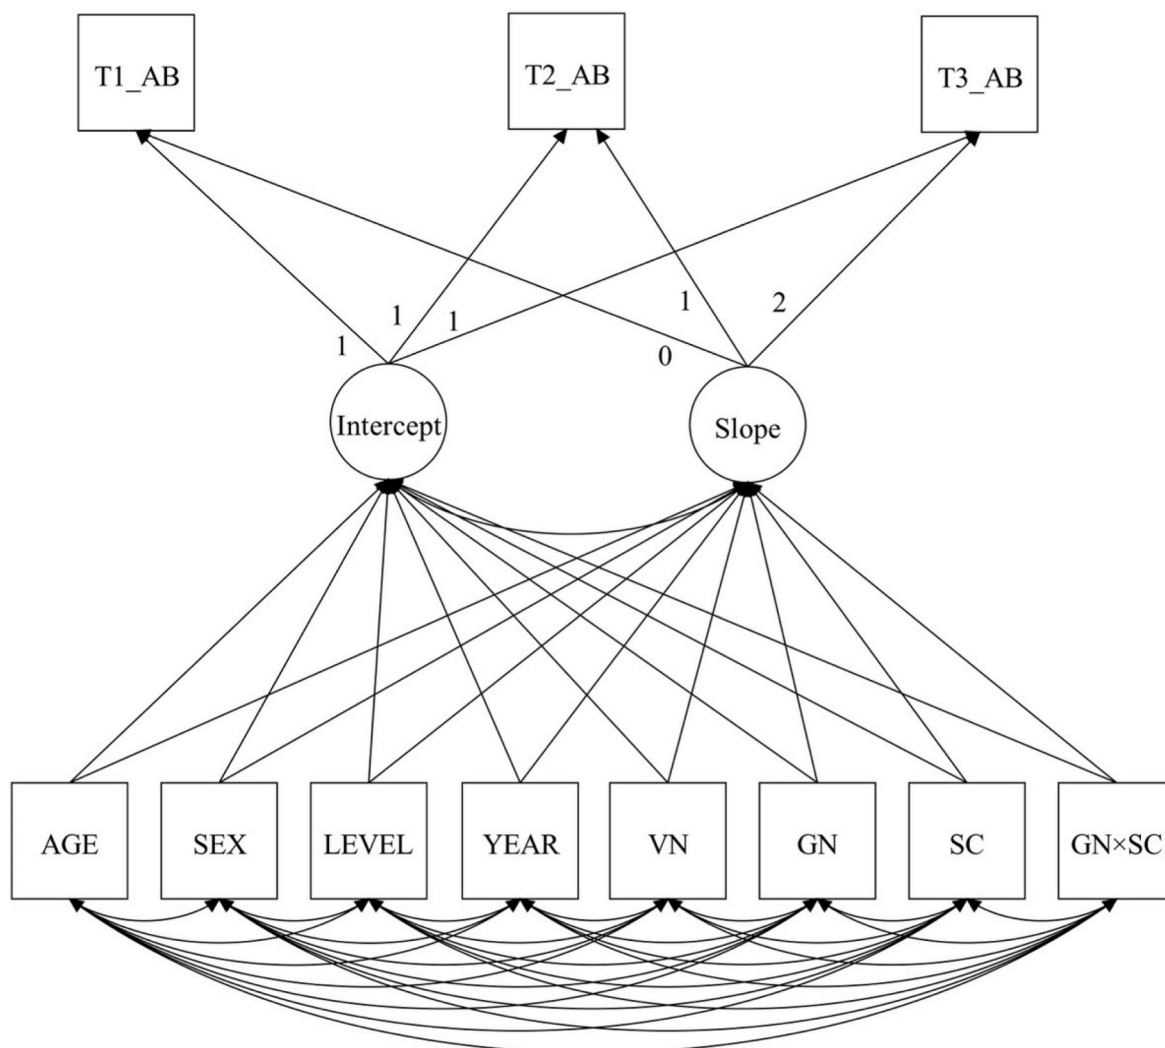 T1_AB
T2_AB
T3_AB
1
1
1
0
1
2
Intercept
Slope
AGE
SEX
LEVEL
YEAR
VN
GN
SC
GN×SC